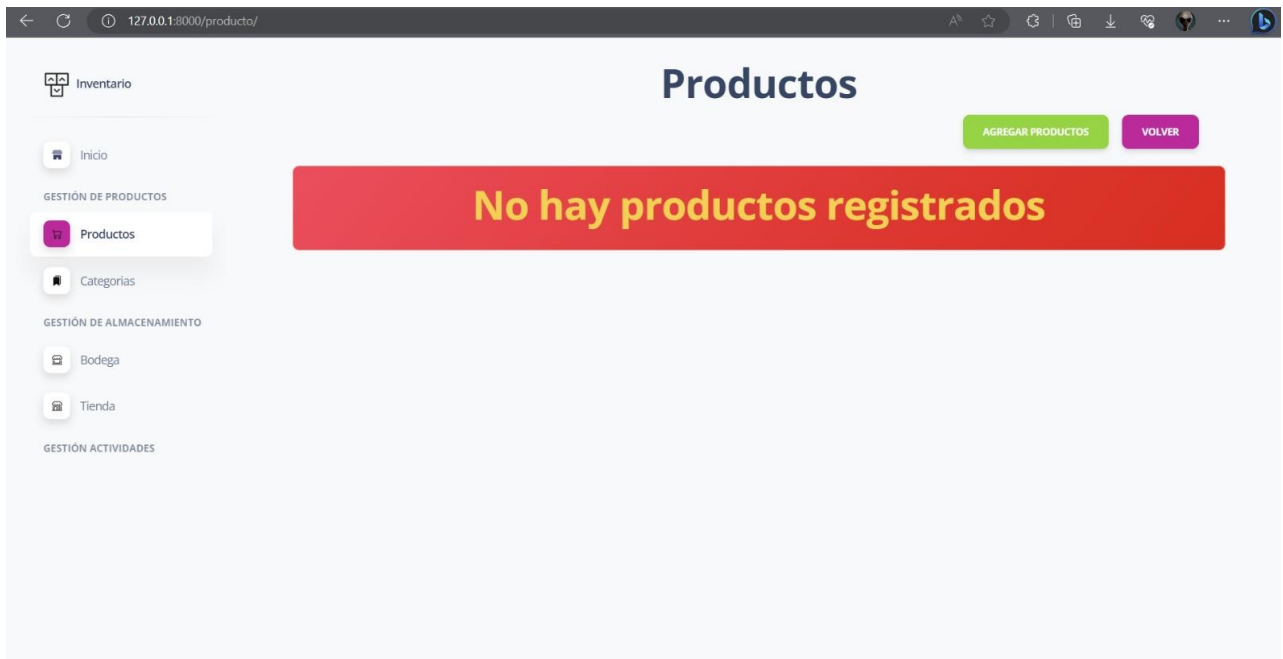 127.0.0.1:8000/producto/
Inventario
Productos
AGREGAR PRODUCTOS
VOLVER
Inicio
GESTIÓN DE PRODUCTOS
No hay productos registrados
Productos
Categorias
GESTIÓN DE ALMACENAMIENTO
Bodega
Tienda
GESTIÓN ACTIVIDADES